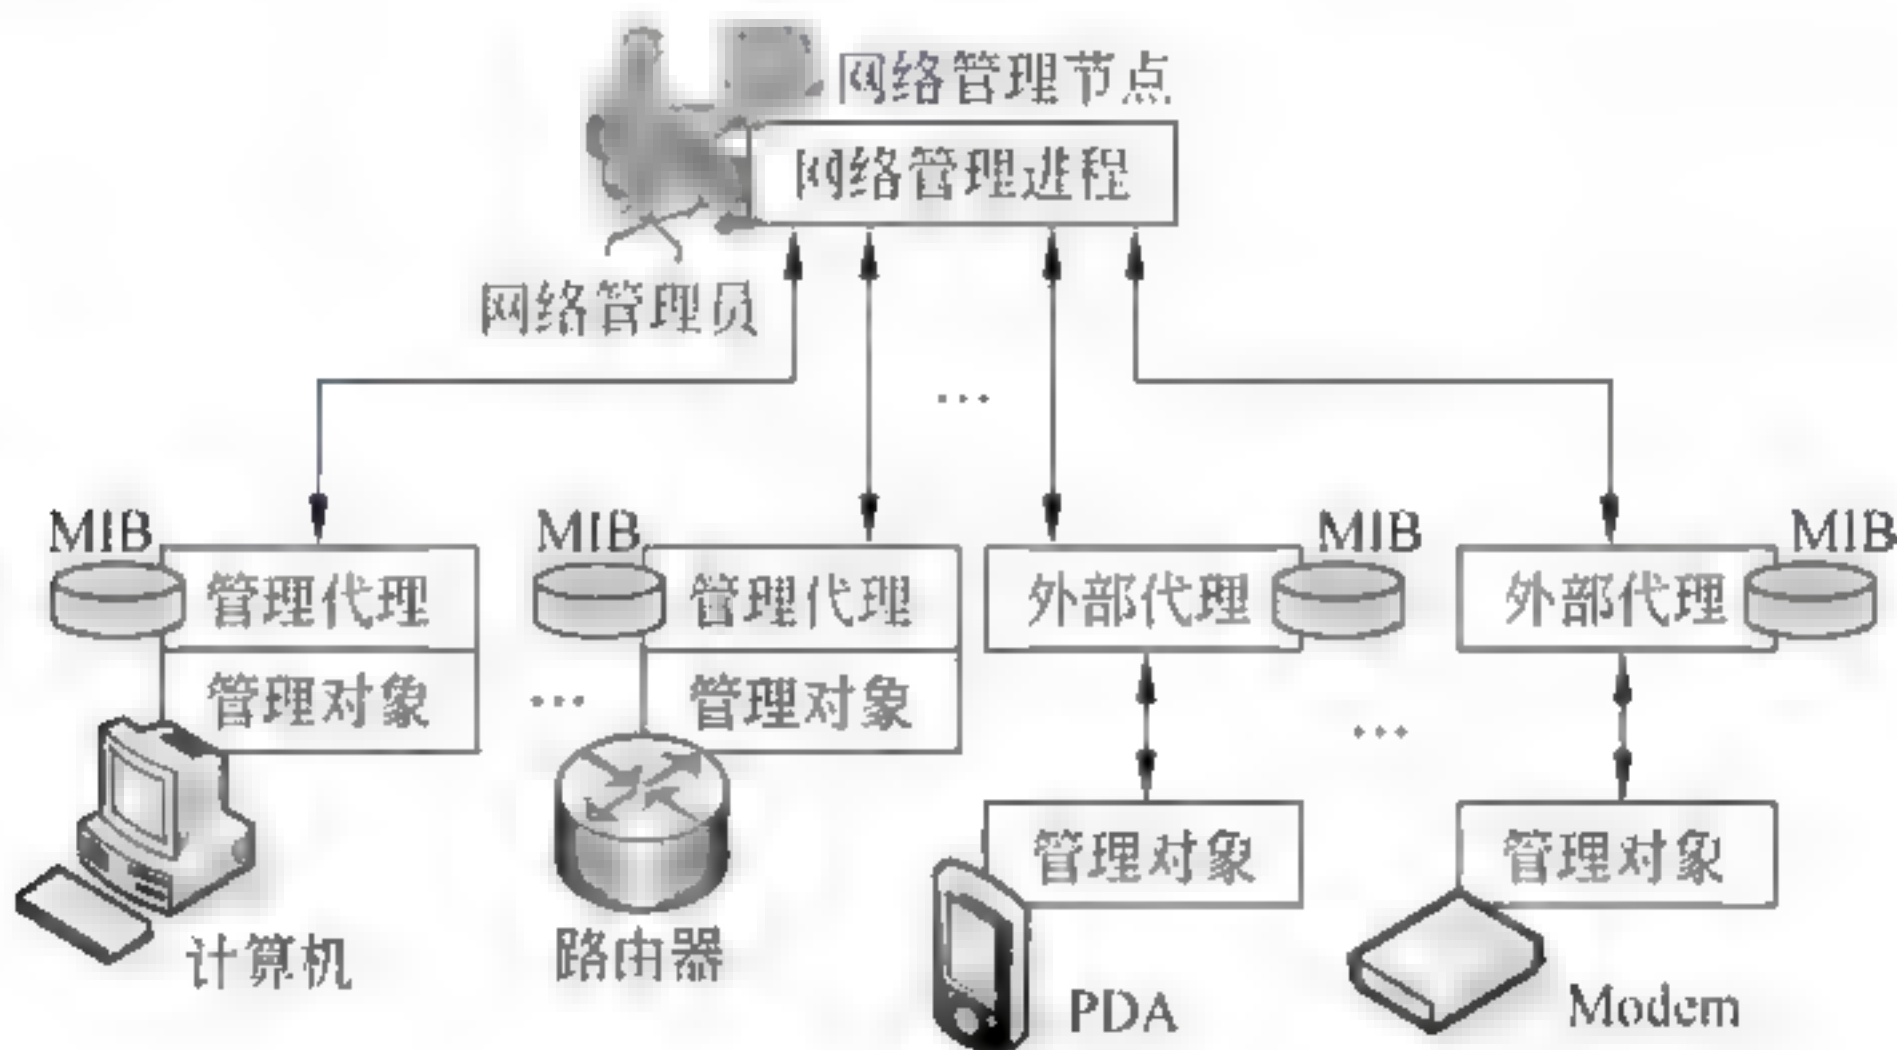 网络管理节点
网络管理进程
网络管理员
…
MIB
管理代理
MIB
管理代理
外部代理
MIB
外部代理
MIB
管理对象
…
管理对象
…
管理对象
管理对象
计算机
路由器
PDA
Modem